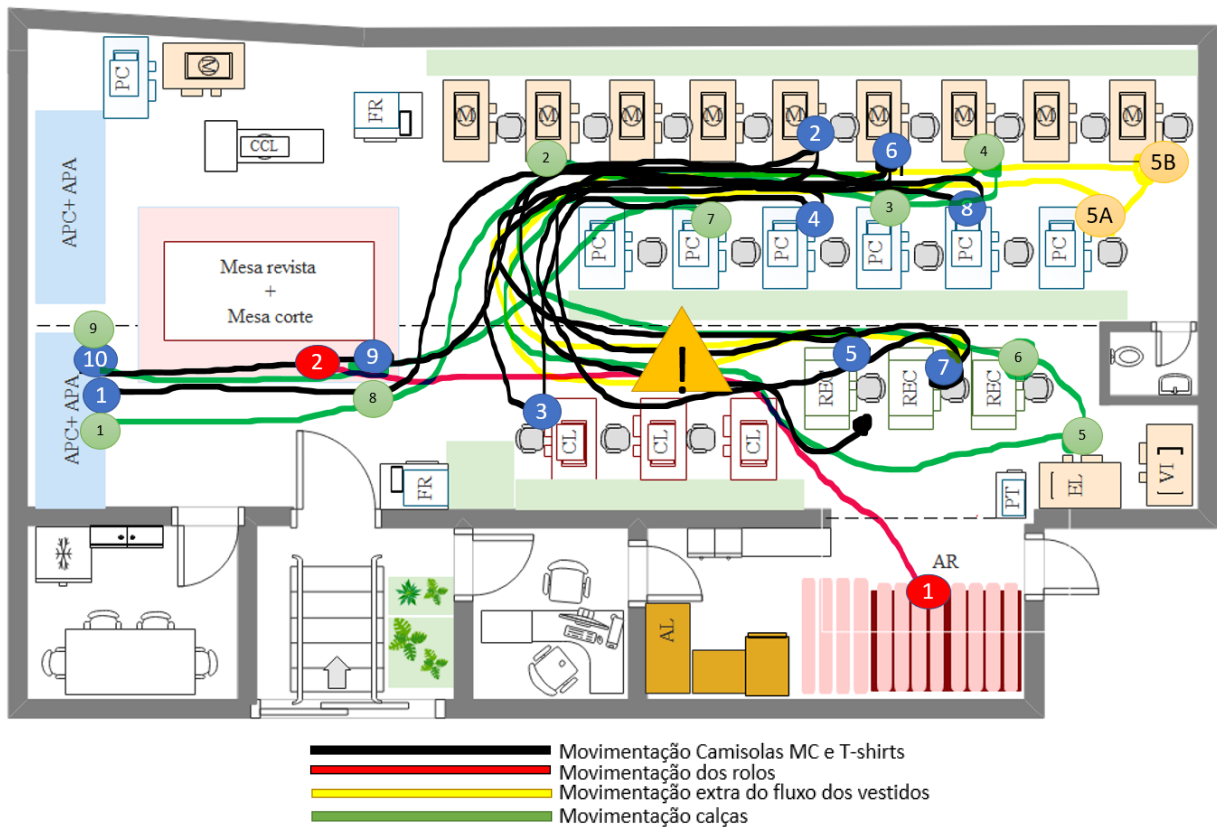 PC
M
FR
M
M
M
M
M
M
M
M
M
CCL
APC+ APA
2
6
4
5B
2
7
4
3
8
5A
PC
PC
PC
PC
PC
PC
Mesa revista
+
Mesa corte
9
10
2
9
5
7
6
1
8
REC
REC
REC
APC+ APA
1
3
5
CL
CL
CL
FR
PT
EL
VI
AR
1
AL
Movimentação Camisolas MC e T-shirts
Movimentação dos rolos
Movimentação extra do fluxo dos vestidos
Movimentação calças